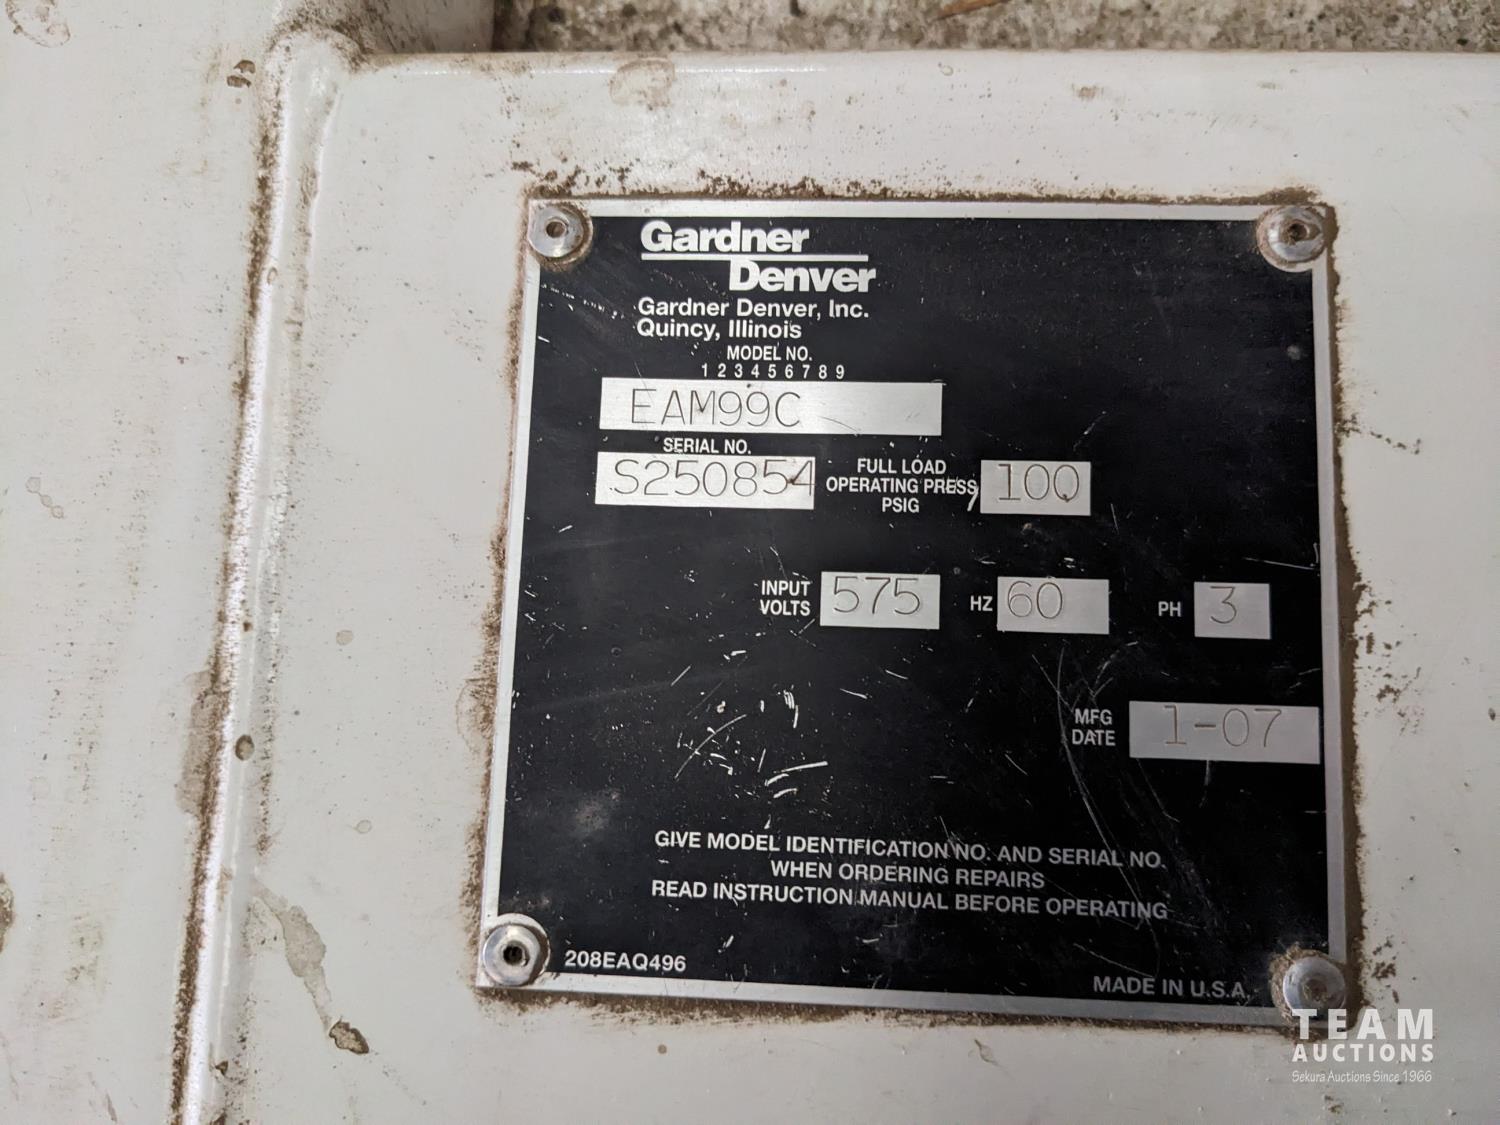 Gardner
Denver
Gardner Denver, Inc.
Quincy, Illinois
MODEL NO.
1 2 3 4 5 6 7 8 9
EAM99C
SERIAL NO.
S250854
FULL LOAD
OPERATING PRESS
PSIG
100
INPUT
VOLTS
575
HZ
60
PH
3
MFG
DATE
1-07
GIVE MODEL IDENTIFICATION NO. AND SERIAL NO.
WHEN ORDERING REPAIRS
READ INSTRUCTION MANUAL BEFORE OPERATING
208EAQ496
MADE IN U.S.A.
TEAM
AUCTIONS
Sekura Auctions Since 1966